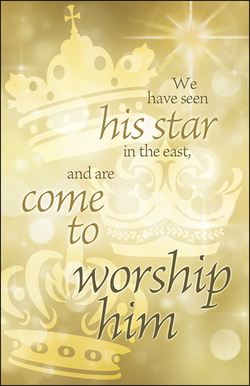 We
have seen
his star
in the east,
and are
come
to
worship
him